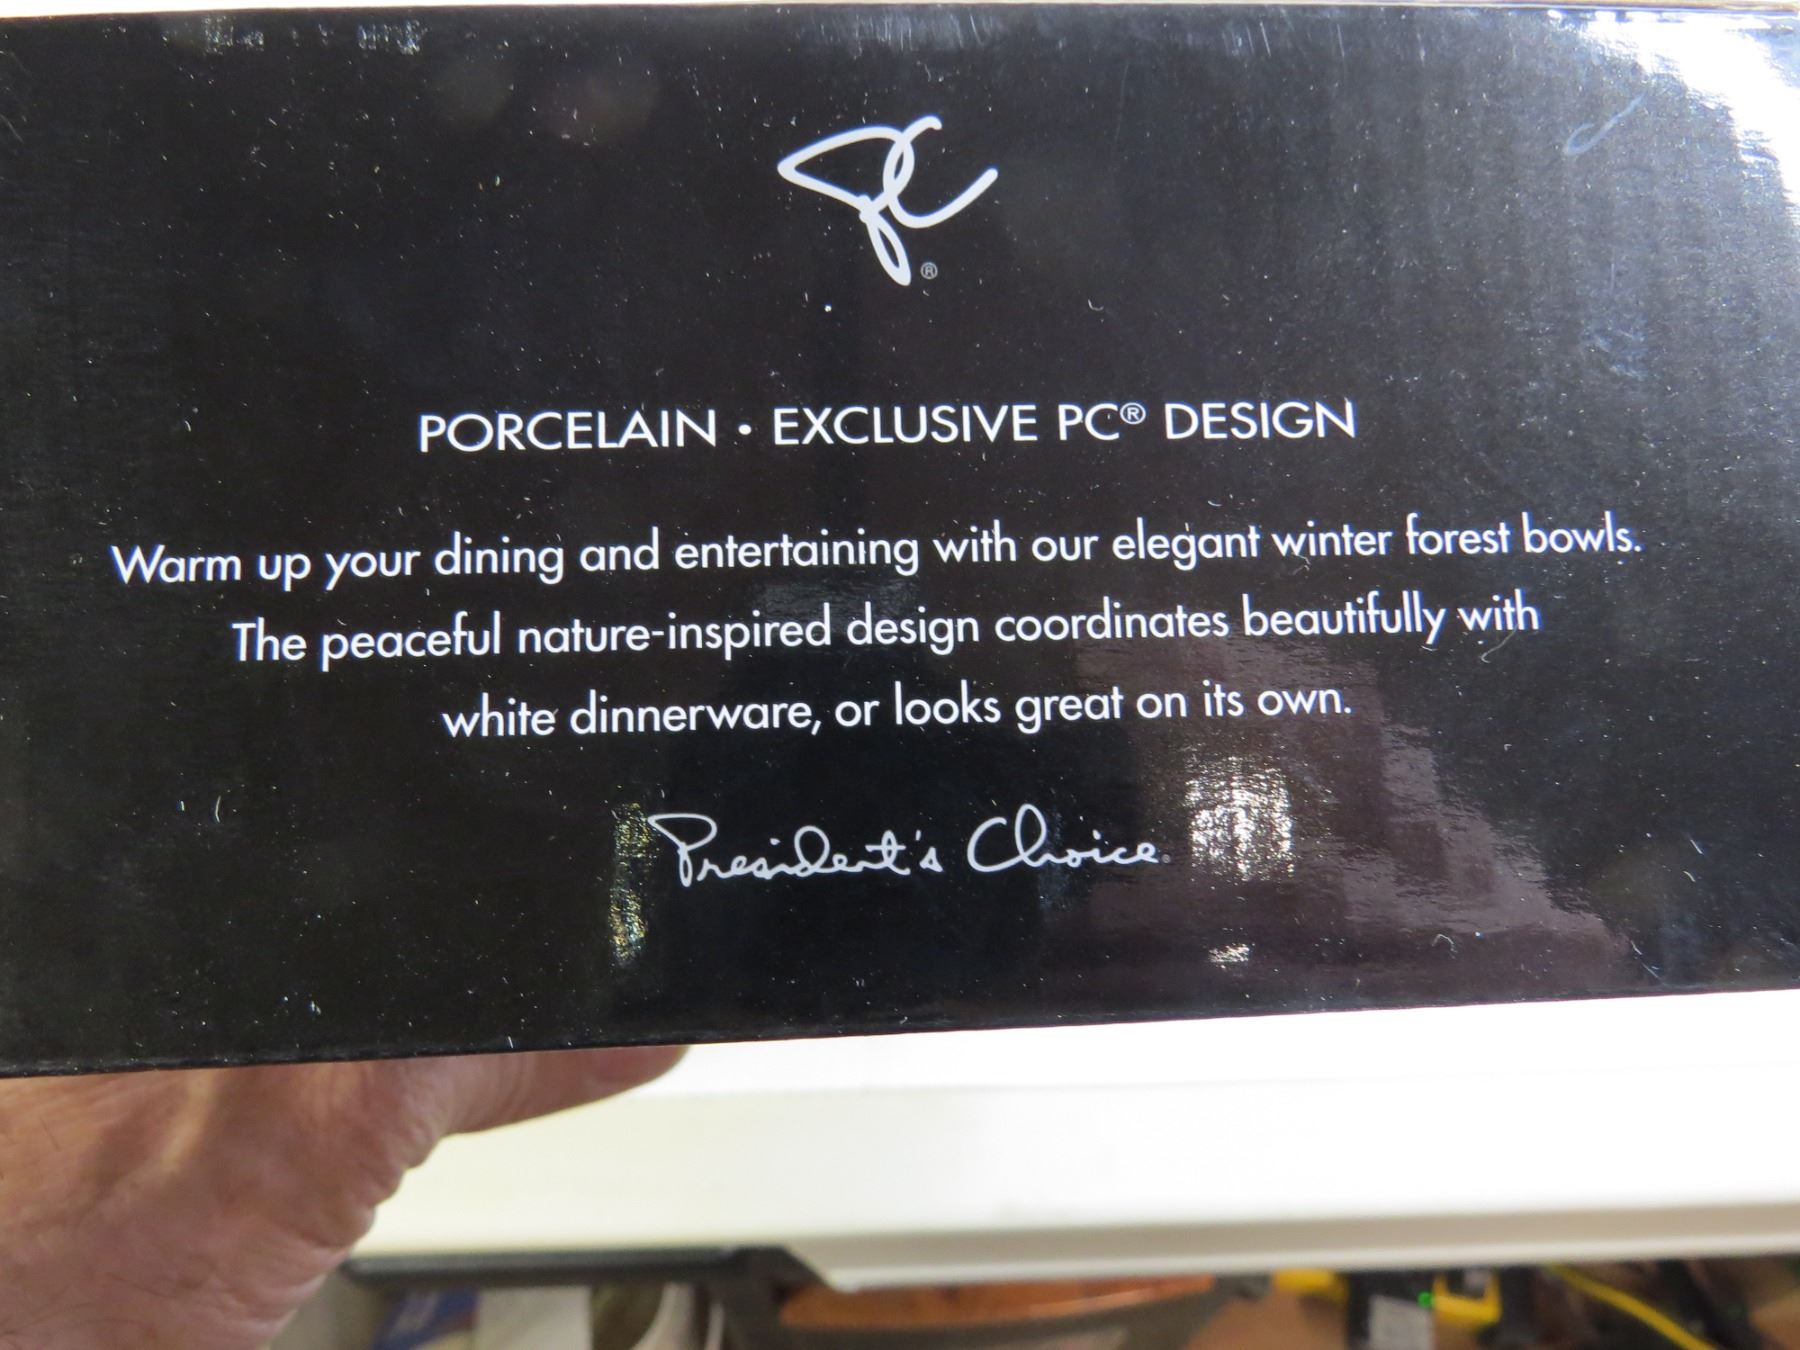 PC®
PORCELAIN • EXCLUSIVE PC® DESIGN
Warm up your dining and entertaining with our elegant winter forest bowls.
The peaceful nature-inspired design coordinates beautifully with
white dinnerware, or looks great on its own.
President's Choice